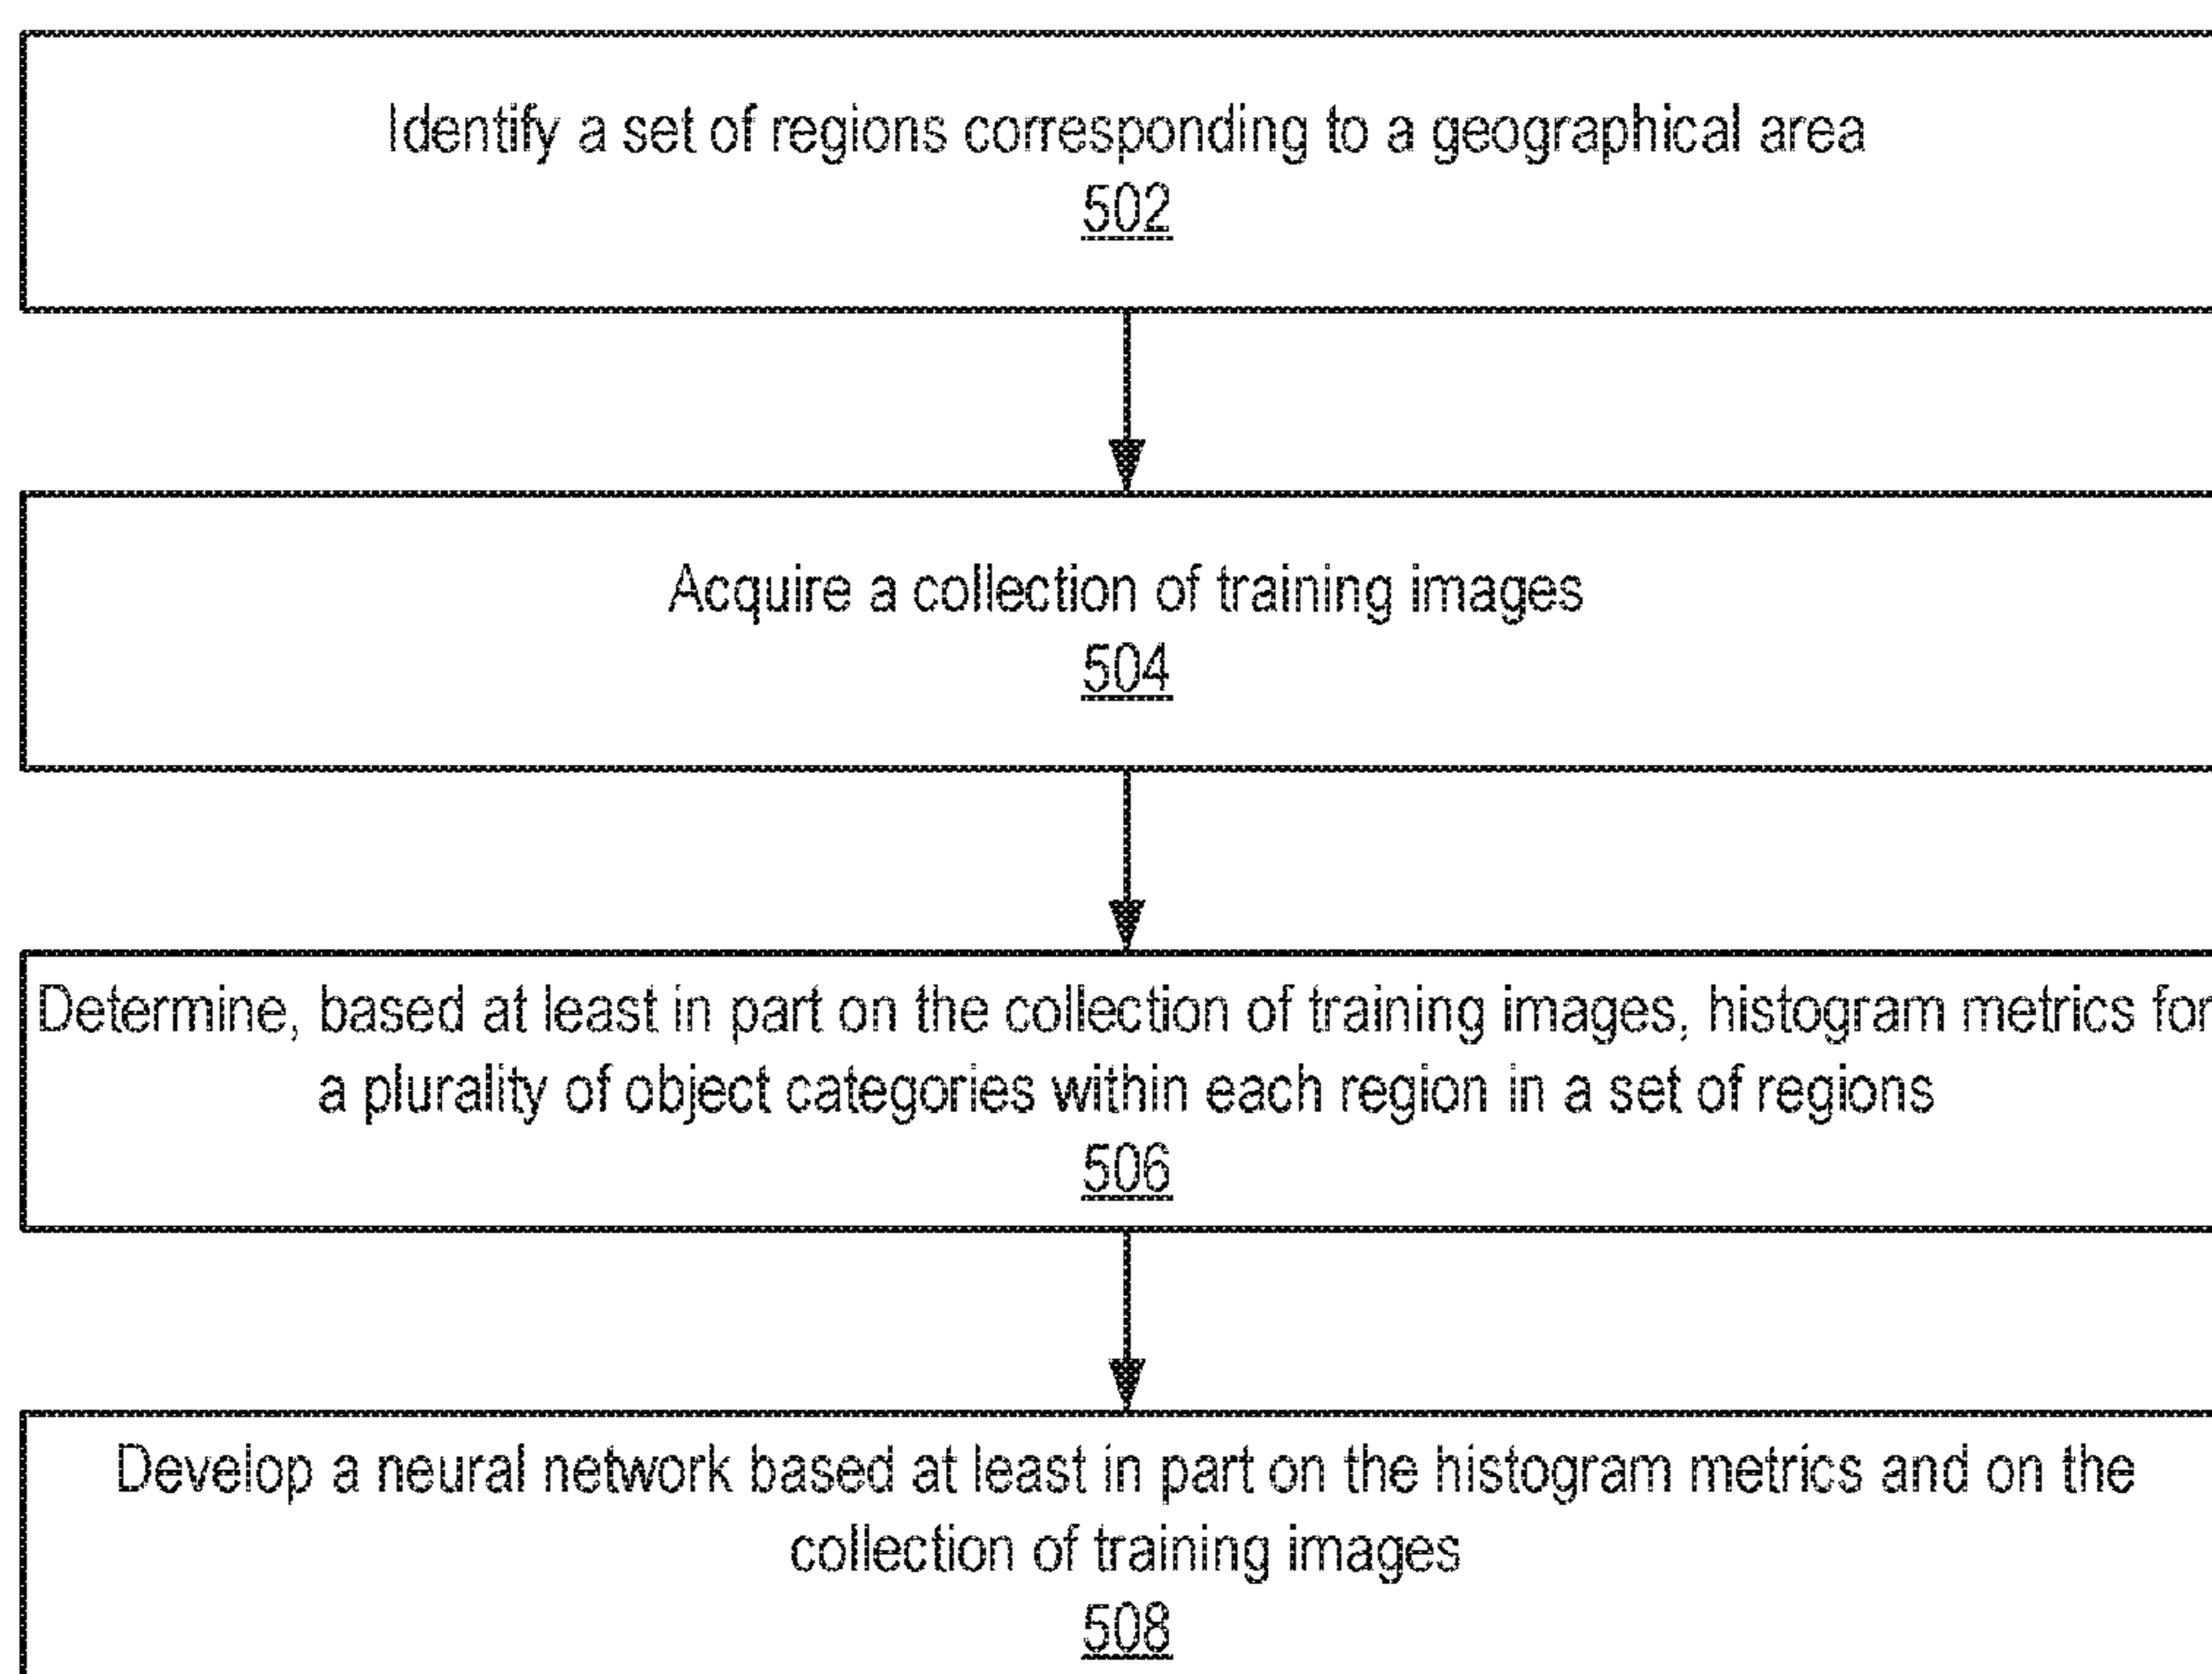 Identify a set of regions corresponding to a geographical area
502
Acquire a collection of training images
504
Determine, based at least in part on the collection of training images, histogram metrics for
a plurality of object categories within each region in a set of regions
506
Develop a neural network based at least in part on the histogram metrics and on the
collection of training images
508